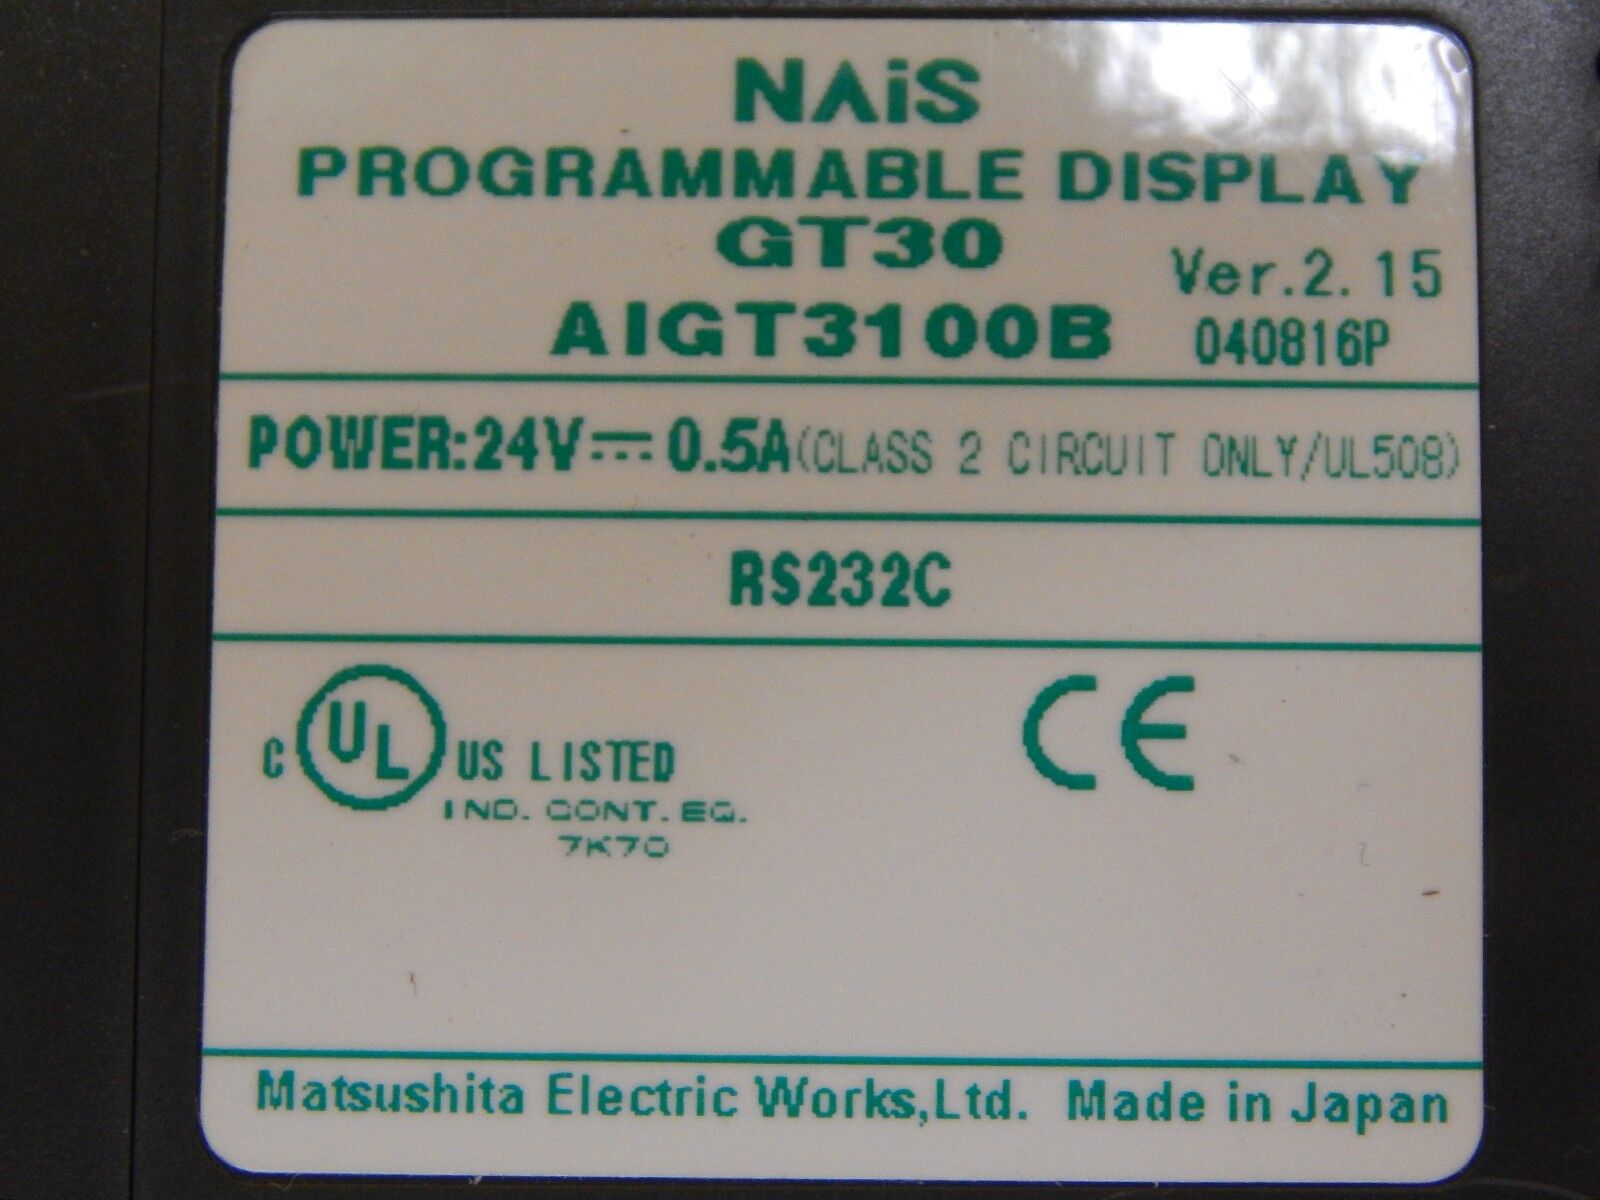 NAiS
PROGRAMMABLE DISPLAY
GT30
Ver.2.15
AIGT3100B
040816P
POWER:24V⎓0.5A(CLASS 2 CIRCUIT ONLY/UL508)
RS232C
C UL US LISTED
IND. CONT. EQ.
7K70
CE
Matsushita Electric Works,Ltd. Made in Japan